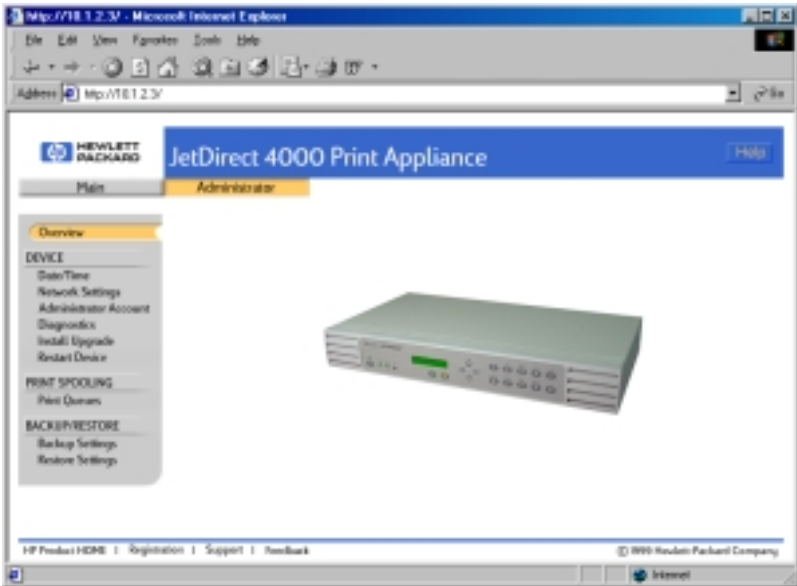 http://10.1.2.3/ - Microsoft Internet Explorer
File Edit View Favorites Tools Help
Address http://10.1.2.3/ Go
HEWLETT
PACKARD
JetDirect 4000 Print Appliance
Help
Main Administrator
Overview
DEVICE
Date/Time
Network Settings
Administrator Account
Diagnostics
Install Upgrade
Restart Device
PRINT SPOOLING
Print Queues
BACKUP/RESTORE
Backup Settings
Restore Settings
HP Product HOME | Registration | Support | Feedback
© 1999 Hewlett-Packard Company
Internet